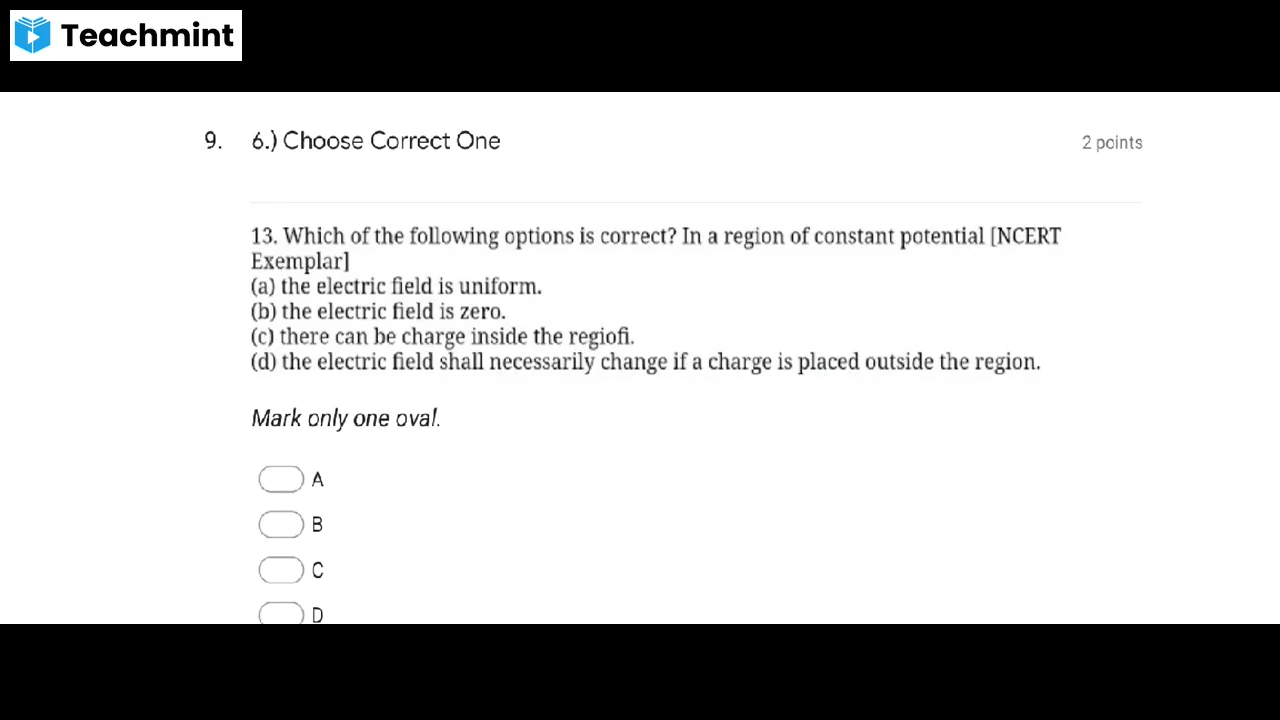 Teachmint
9. 6.) Choose Correct One 2 points
13. Which of the following options is correct? In a region of constant potential [NCERT
Exemplar]
(a) the electric field is uniform.
(b) the electric field is zero.
(c) there can be charge inside the regiofi.
(d) the electric field shall necessarily change if a charge is placed outside the region.
Mark only one oval.
A
B
C
D